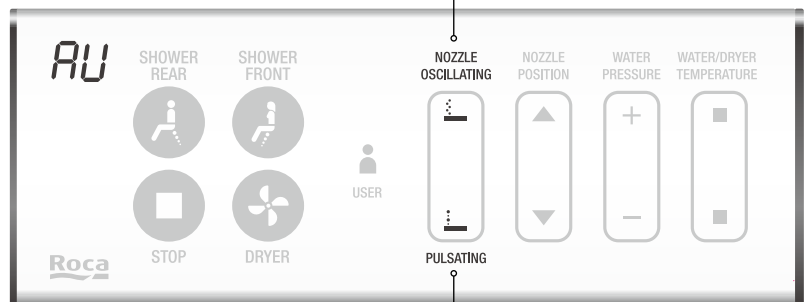 AU
SHOWER
REAR
SHOWER
FRONT
NOZZLE
OSCILLATING
NOZZLE
POSITION
WATER
PRESSURE
WATER/DRYER
TEMPERATURE
USER
STOP
DRYER
PULSATING
Roca